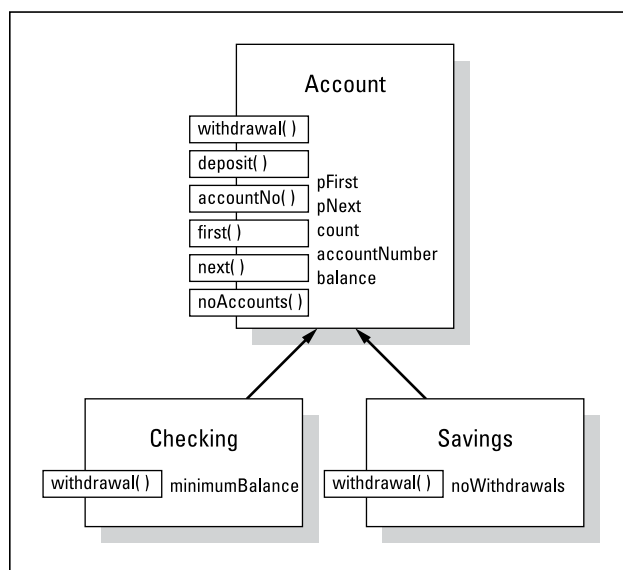 Account
withdrawal( )
deposit( )
accountNo( )
first( )
next( )
noAccounts( )
pFirst
pNext
count
accountNumber
balance
Checking
withdrawal( )
minimumBalance
Savings
withdrawal( )
noWithdrawals